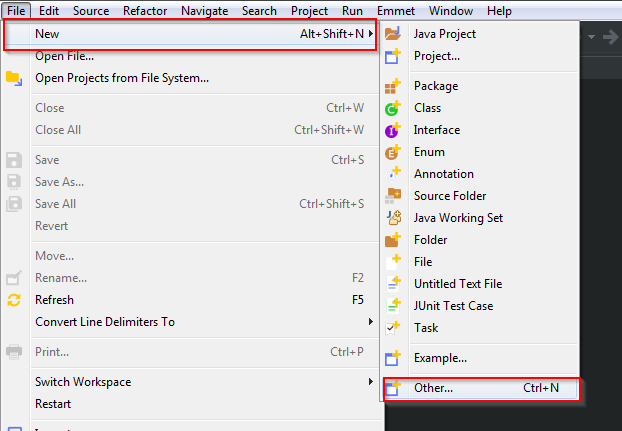 File Edit Source Refactor Navigate Search Project Run Emmet Window Help
New Alt+Shift+N
Open File...
Open Projects from File System...
Close Ctrl+W
Close All Ctrl+Shift+W
Save Ctrl+S
Save As...
Save All Ctrl+Shift+S
Revert
Move...
Rename... F2
Refresh F5
Convert Line Delimiters To
Print... Ctrl+P
Switch Workspace
Restart
Java Project
Project...
Package
Class
Interface
Enum
Annotation
Source Folder
Java Working Set
Folder
File
Untitled Text File
JUnit Test Case
Task
Example...
Other... Ctrl+N